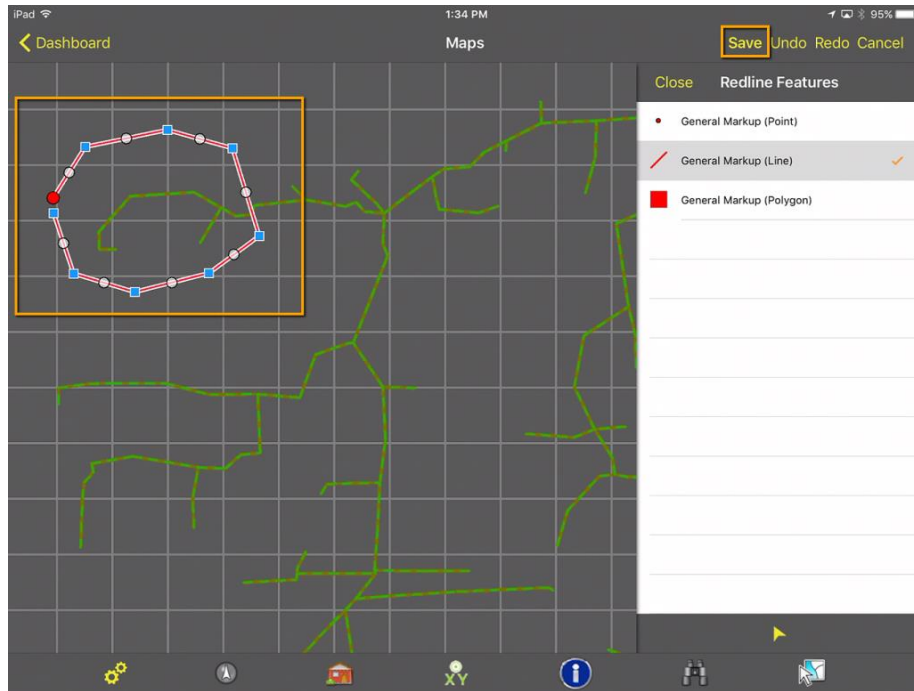 iPad 1:34 PM 95%
Dashboard Maps Save Undo Redo Cancel
Close Redline Features
General Markup (Point)
General Markup (Line)
General Markup (Polygon)
XY
i